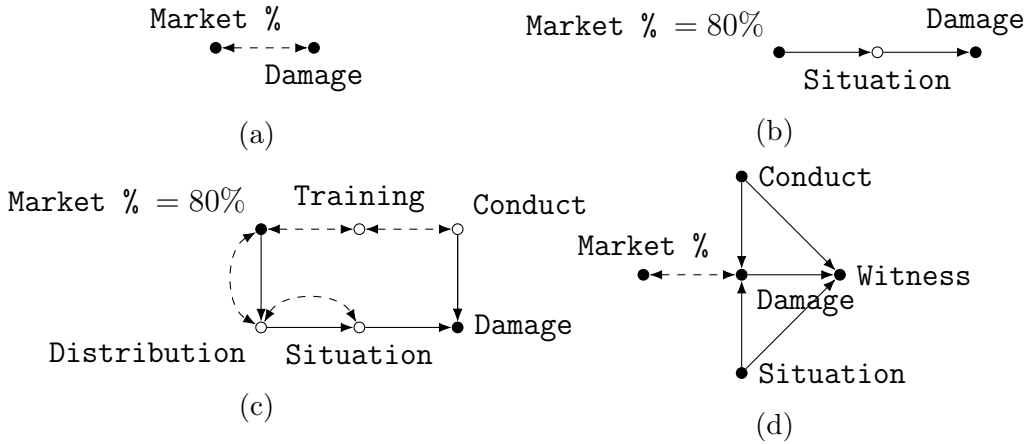 Market %
Damage
(a)
Market % = 80%
Damage
Situation
(b)
Market % = 80%
Training
Conduct
Distribution
Situation
Damage
(c)
Conduct
Market %
Damage
Witness
Situation
(d)